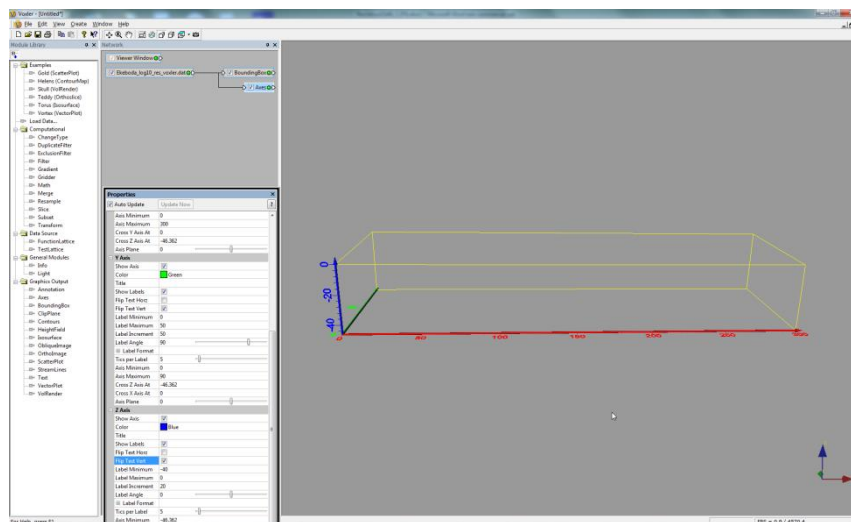 Voxler - [Untitled*]
File Edit View Create Window Help
Module Library
Examples
Gold (ScatterPlot)
Helens (ContourMap)
Skull (VolRender)
Teddy (OrthoSlice)
Torus (Isosurface)
Vortex (VectorPlot)
Load Data...
Computational
ChangeType
DuplicateFilter
ExclusionFilter
Filter
Gradient
Gridder
Math
Merge
Resample
Slice
Subset
Transform
Data Source
FunctionLattice
TestLattice
General Modules
Info
Light
Graphics Output
Annotation
Axes
BoundingBox
ClipPlane
Contours
HeightField
Isosurface
ObliqueImage
OrthoImage
ScatterPlot
StreamLines
Text
VectorPlot
VolRender
Network
Viewer Window
Ekeboda_log10_res_voxler.dat
BoundingBox
Axes
Properties
Auto Update Update Now
Axis Minimum 0
Axis Maximum 300
Cross Y Axis At 0
Cross Z Axis At -46.362
Axis Plane 0
Y Axis
Show Axis
Color Green
Title
Show Labels
Flip Text Horz
Flip Text Vert
Label Minimum 0
Label Maximum 50
Label Increment 50
Label Angle 90
Label Format
Tics per Label 5
Axis Minimum 0
Axis Maximum 90
Cross Z Axis At -46.362
Cross X Axis At 0
Axis Plane 0
Z Axis
Show Axis
Color Blue
Title
Show Labels
Flip Text Horz
Flip Text Vert
Label Minimum -40
Label Maximum 0
Label Increment 20
Label Angle 0
Label Format
Tics per Label 5
Axis Minimum -46.362
0
-20
-40
0 50 100 150 200 250 300